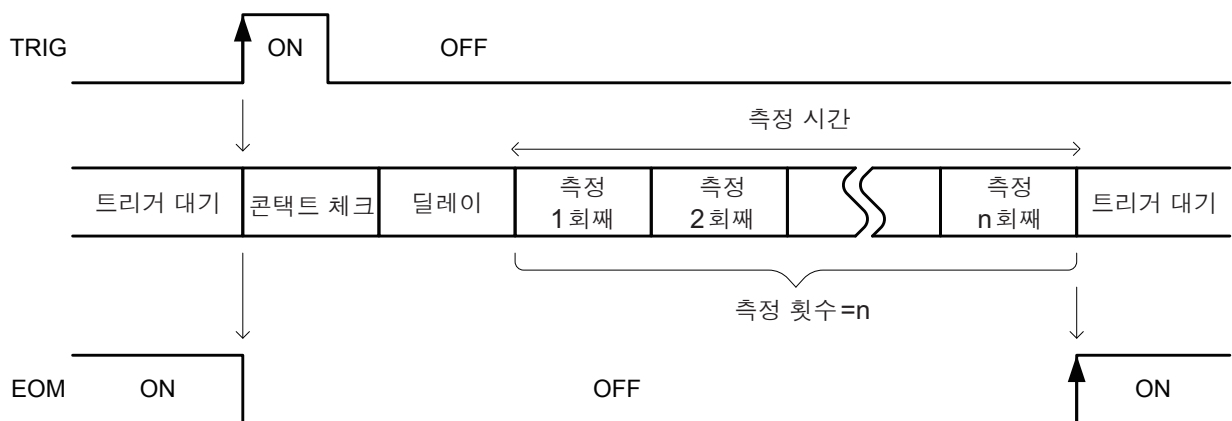 TRIG
ON
OFF
측정 시간
트리거 대기
콘택트 체크
딜레이
측정
1회째
측정
2회째
측정
n회째
트리거 대기
측정 횟수=n
EOM
ON
OFF
ON